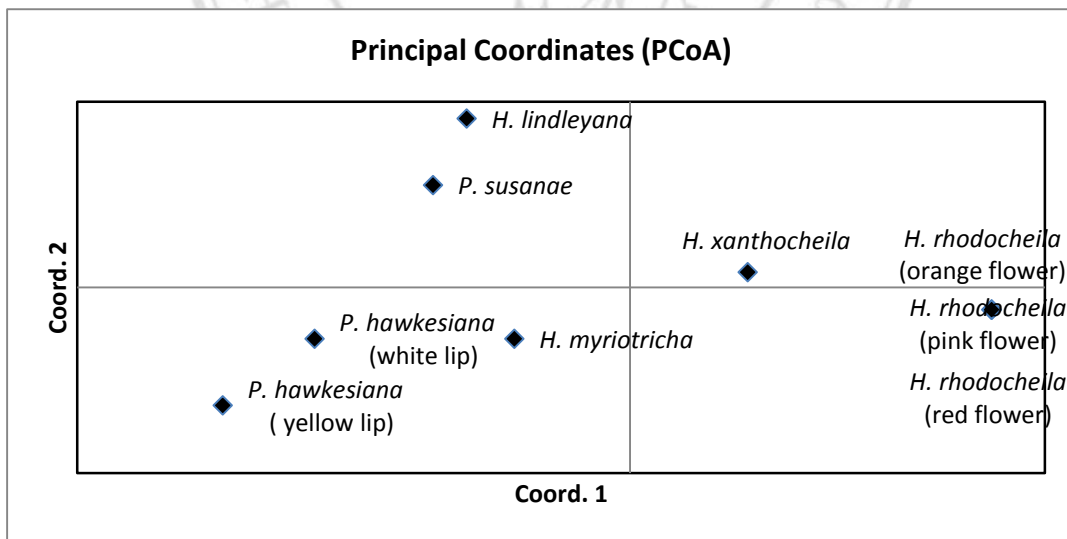 Principal Coordinates (PCoA)
H. lindleyana
P. susanae
H. xanthocheila
H. rhodocheila
(orange flower)
H. rhodocheila
(pink flower)
H. rhodocheila
(red flower)
P. hawkesiana
(white lip)
H. myriotricha
P. hawkesiana
( yellow lip)
Coord. 2
Coord. 1